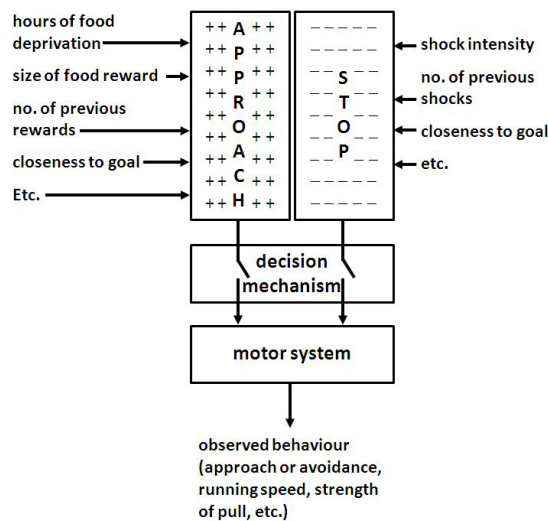 hours of food
deprivation
size of food reward
no. of previous
rewards
closeness to goal
Etc.
++ A ++
++ P ++
++ P ++
++ R ++
++ O ++
++ A ++
++ C ++
++ H ++
S
T
O
P
shock intensity
no. of previous
shocks
closeness to goal
etc.
decision
mechanism
motor system
observed behaviour
(approach or avoidance,
running speed, strength
of pull, etc.)